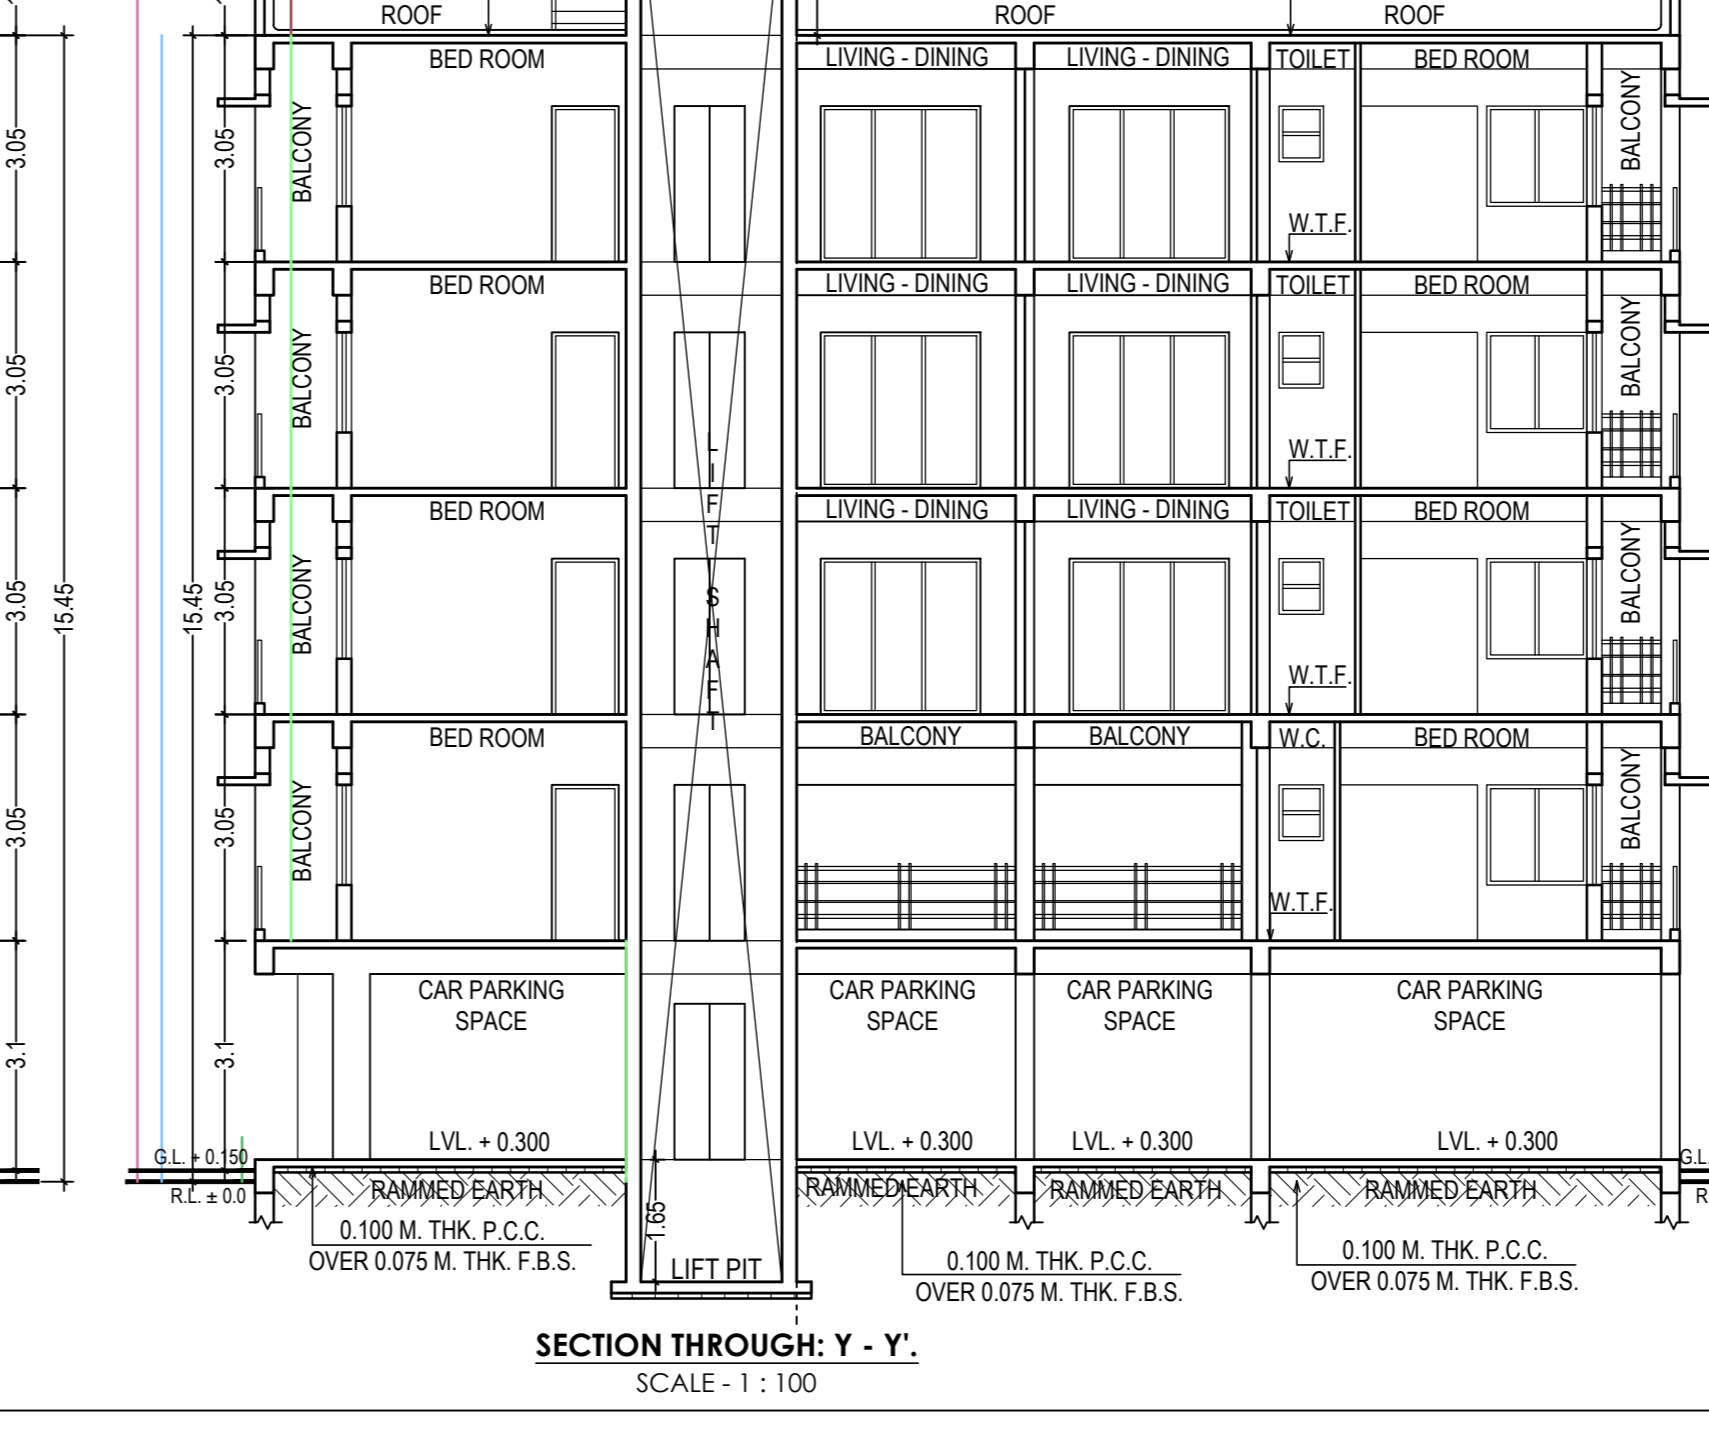 ROOF ROOF ROOF
BED ROOM LIVING - DINING LIVING - DINING TOILET BED ROOM
3.05 3.05 BALCONY BALCONY
W.T.F.
BED ROOM LIVING - DINING LIVING - DINING TOILET BED ROOM
3.05 3.05 BALCONY BALCONY
W.T.F.
LIFT SHAFT
BED ROOM LIVING - DINING LIVING - DINING TOILET BED ROOM
3.05 15.45 15.45 3.05 BALCONY BALCONY
W.T.F.
BED ROOM BALCONY BALCONY W.C. BED ROOM
3.05 3.05 BALCONY BALCONY
W.T.F.
CAR PARKING CAR PARKING CAR PARKING CAR PARKING
SPACE SPACE SPACE SPACE
3.1 3.1
LVL. + 0.300 LVL. + 0.300 LVL. + 0.300 LVL. + 0.300
G.L. + 0.150 G.L.
R.L. ± 0.0 RAMMED EARTH RAMMED EARTH RAMMED EARTH RAMMED EARTH R
1.65
0.100 M. THK. P.C.C.
OVER 0.075 M. THK. F.B.S.
LIFT PIT
0.100 M. THK. P.C.C.
OVER 0.075 M. THK. F.B.S.
0.100 M. THK. P.C.C.
OVER 0.075 M. THK. F.B.S.
SECTION THROUGH: Y - Y'.
SCALE - 1 : 100